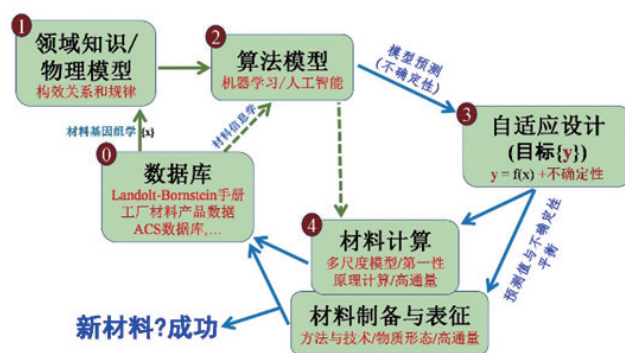 1
领域知识/
物理模型
构效关系和规律
2
算法模型
机器学习/人工智能
模型预测
(不确定性)
3
自适应设计
(目标{y})
y = f(x) +不确定性
材料基因组学 {x}
材料信息学
0
数据库
Landolt-Bornstein手册
工厂材料产品数据
ACS数据库,…
4
材料计算
多尺度模型/第一性
原理计算/高通量
预测值与不确定性
平衡
材料制备与表征
方法与技术/物质形态/高通量
新材料?成功